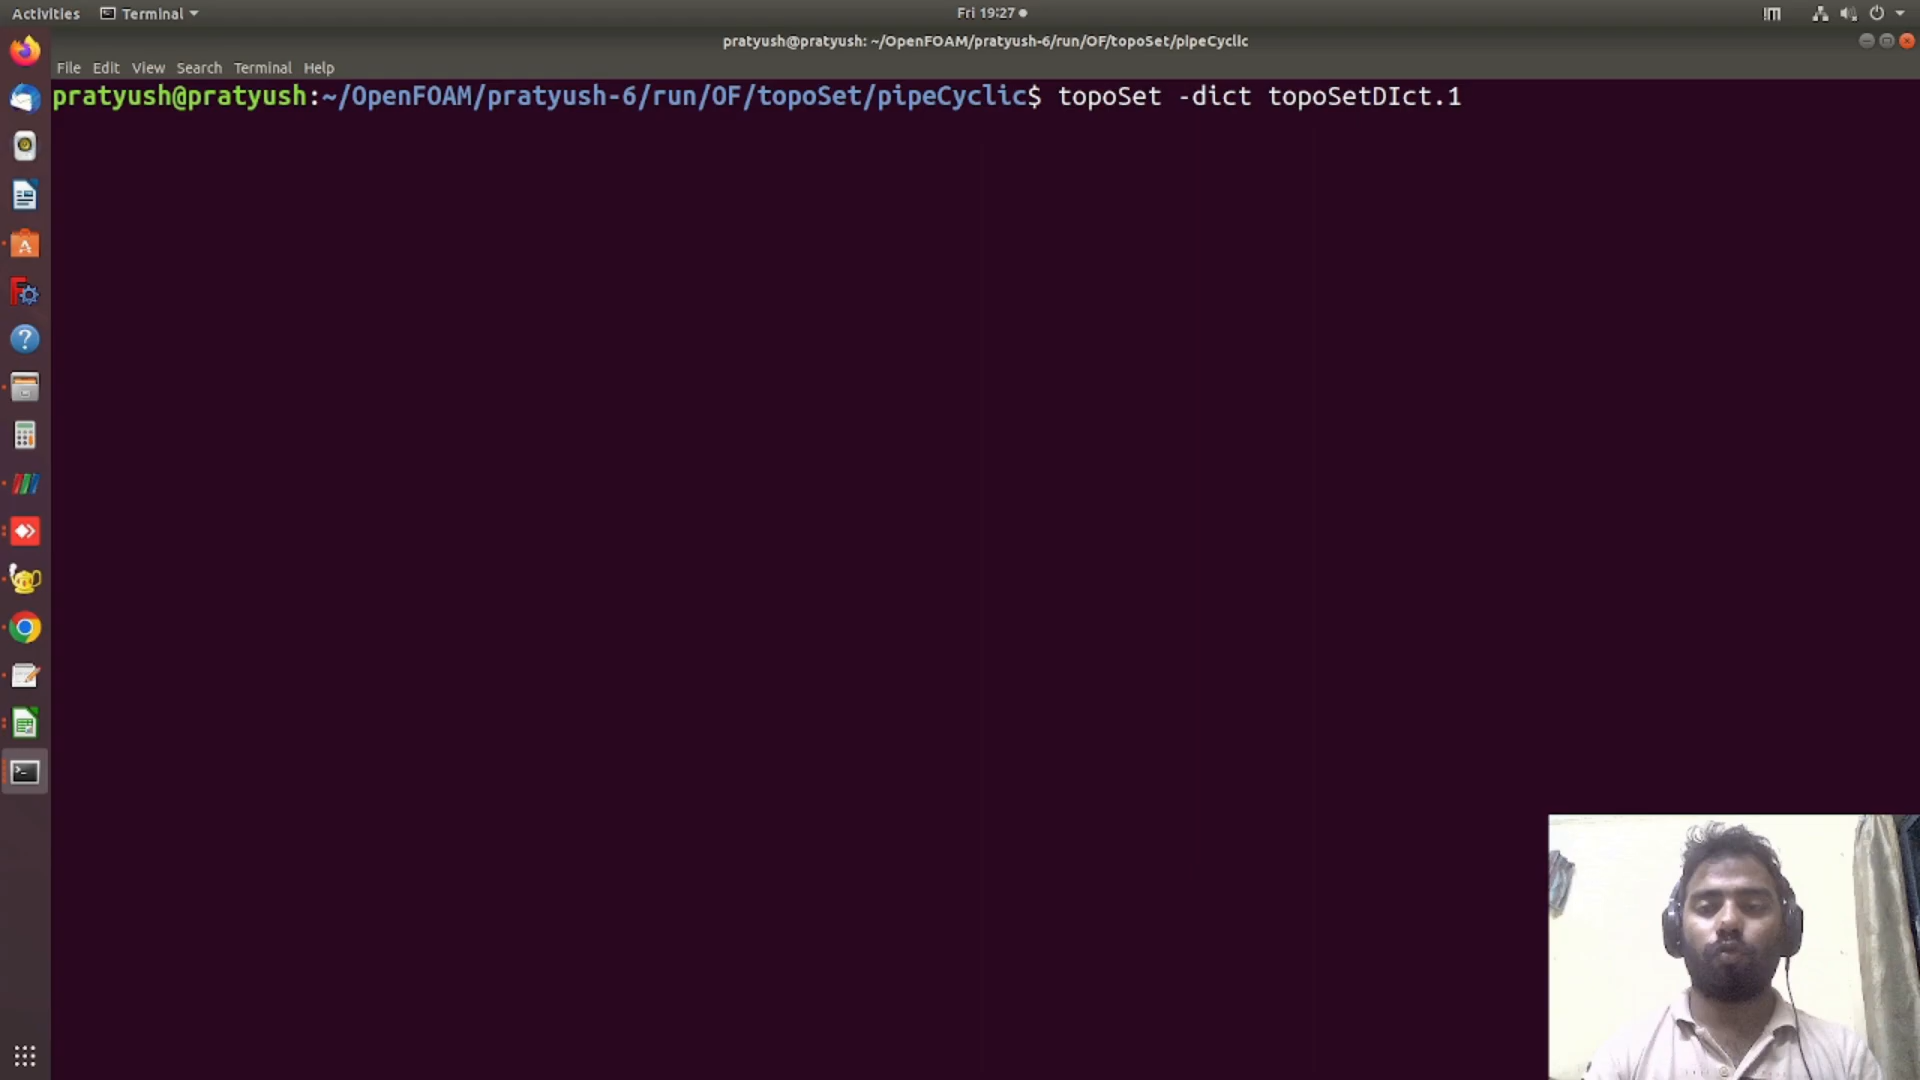 Activities Terminal Fri 19:27
pratyush@pratyush: ~/OpenFOAM/pratyush-6/run/OF/topoSet/pipeCyclic
File Edit View Search Terminal Help
pratyush@pratyush:~/OpenFOAM/pratyush-6/run/OF/topoSet/pipeCyclic$ topoSet -dict topoSetDIct.1